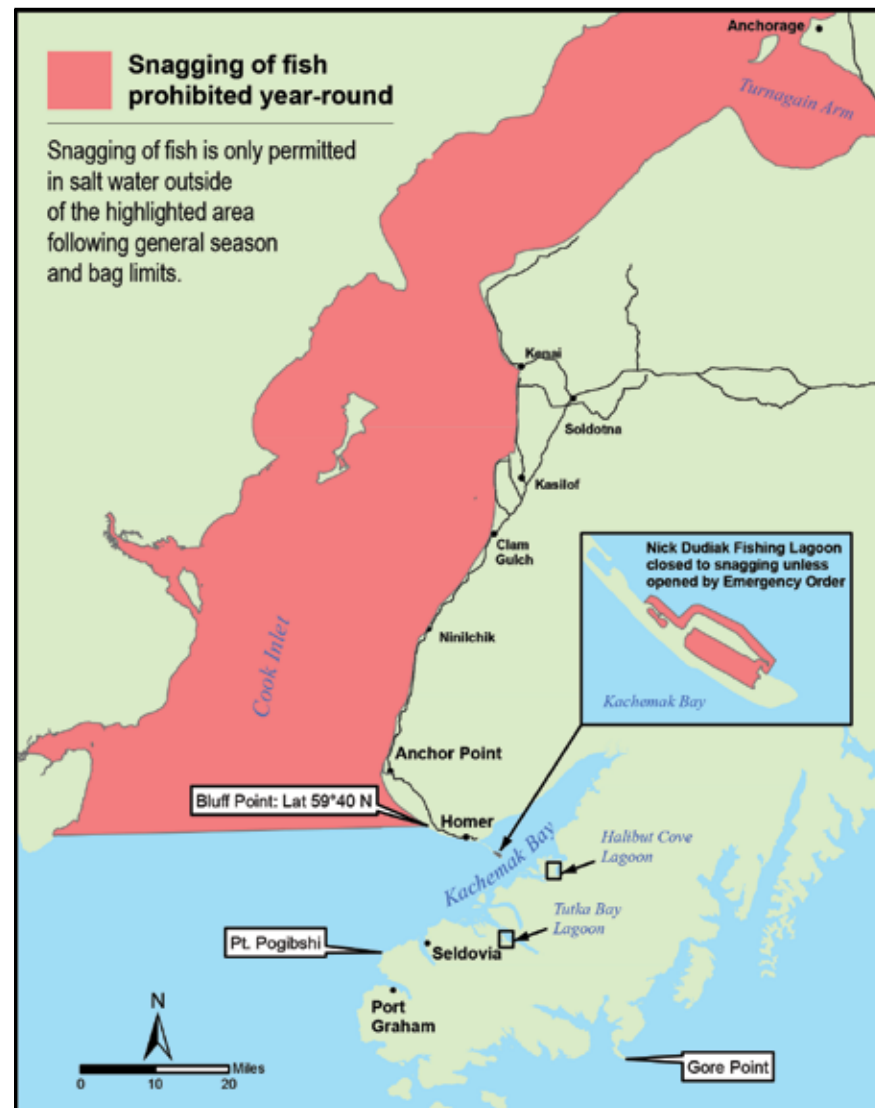 Snagging of fish
prohibited year-round
Snagging of fish is only permitted
in salt water outside
of the highlighted area
following general season
and bag limits.
Anchorage
Turnagain Arm
Kenai
Soldotna
Kasilof
Clam
Gulch
Nick Dudiak Fishing Lagoon
closed to snagging unless
opened by Emergency Order
Kachemak Bay
Ninilchik
Cook Inlet
Anchor Point
Bluff Point: Lat 59°40 N
Homer
Kachemak Bay
Halibut Cove
Lagoon
Tutka Bay
Lagoon
Pt. Pogibshi
Seldovia
Port
Graham
N
Miles
0 10 20
Gore Point